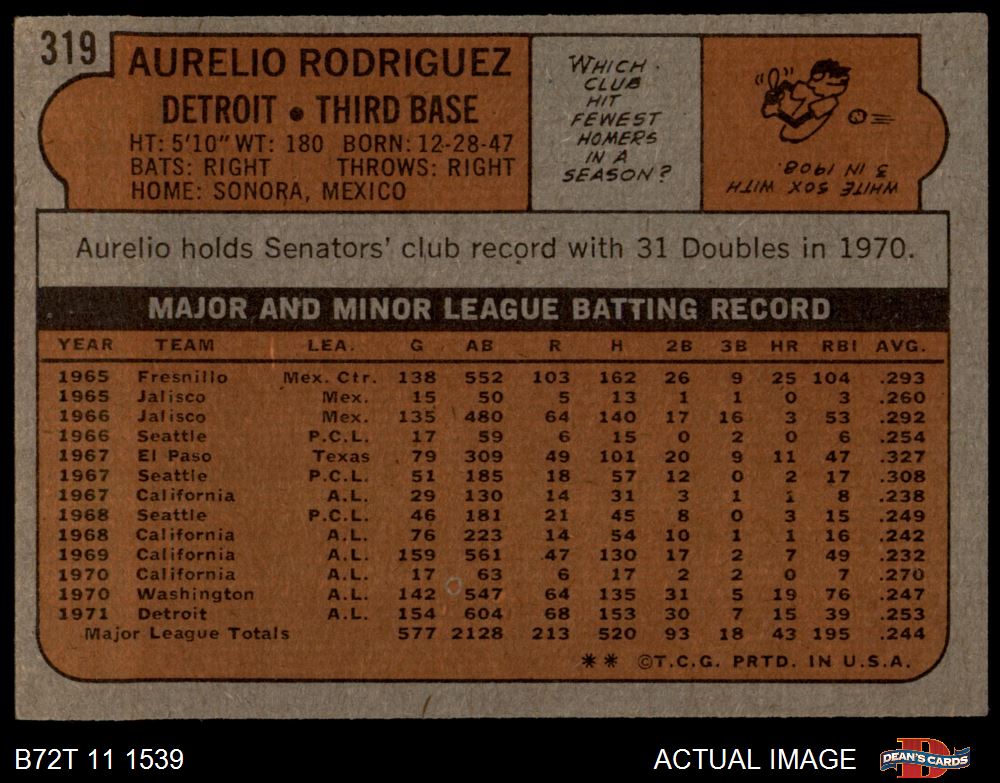 319
AURELIO RODRIGUEZ
DETROIT • THIRD BASE
HT: 5'10" WT: 180 BORN: 12-28-47
BATS: RIGHT THROWS: RIGHT
HOME: SONORA, MEXICO
WHICH
CLUB
HIT
FEWEST
HOMERS
IN A
SEASON?
WHITE SOX WITH
3 IN 1908.
Aurelio holds Senators' club record with 31 Doubles in 1970.
MAJOR AND MINOR LEAGUE BATTING RECORD
YEAR TEAM LEA. G AB R H 2B 3B HR RBI AVG.
1965 Fresnillo Mex. Ctr. 138 552 103 162 26 9 25 104 .293
1965 Jalisco Mex. 15 50 5 13 1 1 0 3 .260
1966 Jalisco Mex. 135 480 64 140 17 16 3 53 .292
1966 Seattle P.C.L. 17 59 6 15 0 2 0 6 .254
1967 El Paso Texas 79 309 49 101 20 9 11 47 .327
1967 Seattle P.C.L. 51 185 18 57 12 0 2 17 .308
1967 California A.L. 29 130 14 31 3 1 1 8 .238
1968 Seattle P.C.L. 46 181 21 45 8 0 3 15 .249
1968 California A.L. 76 223 14 54 10 1 1 16 .242
1969 California A.L. 159 561 47 130 17 2 7 49 .232
1970 California A.L. 17 63 6 17 2 2 0 7 .270
1970 Washington A.L. 142 547 64 135 31 5 19 76 .247
1971 Detroit A.L. 154 604 68 153 30 7 15 39 .253
Major League Totals 577 2128 213 520 93 18 43 195 .244
** ©T.C.G. PRTD. IN U.S.A.
B72T 11 1539
ACTUAL IMAGE
DEAN'S CARDS